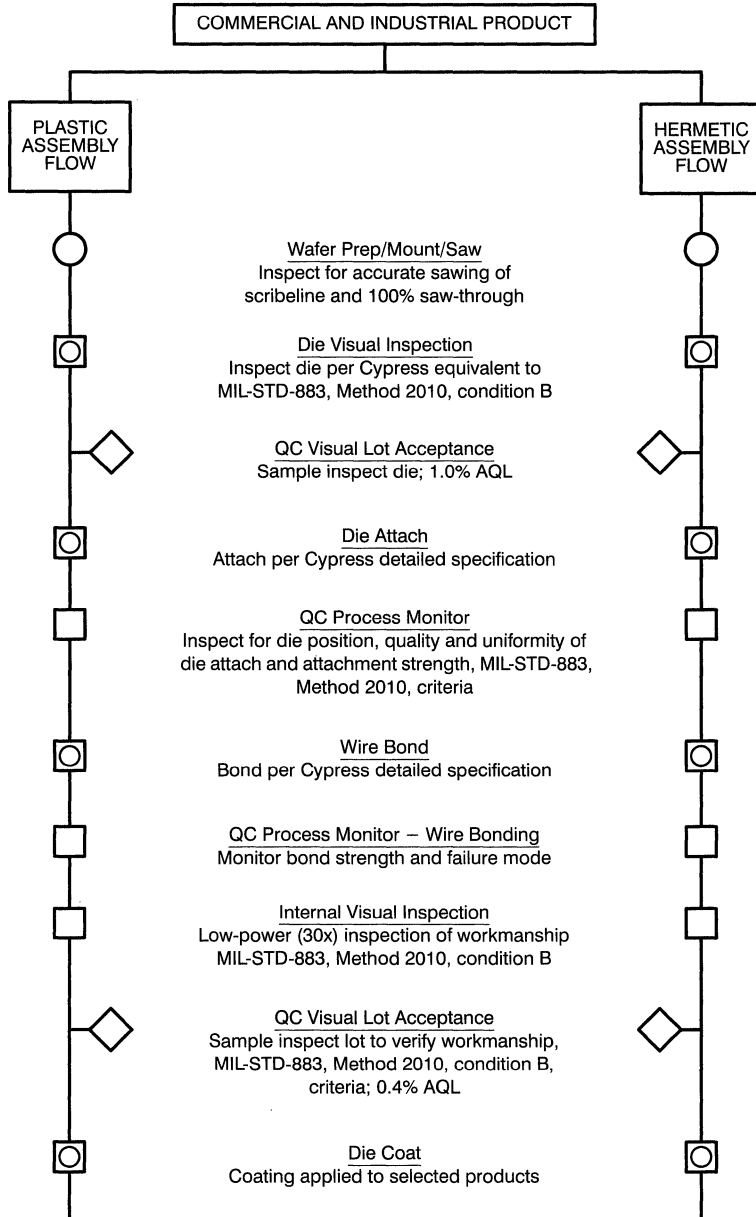 COMMERCIAL AND INDUSTRIAL PRODUCT
PLASTIC
ASSEMBLY
FLOW
HERMETIC
ASSEMBLY
FLOW
Wafer Prep/Mount/Saw
Inspect for accurate sawing of
scribeline and 100% saw-through
Die Visual Inspection
Inspect die per Cypress equivalent to
MIL-STD-883, Method 2010, condition B
QC Visual Lot Acceptance
Sample inspect die; 1.0% AQL
Die Attach
Attach per Cypress detailed specification
QC Process Monitor
Inspect for die position, quality and uniformity of
die attach and attachment strength, MIL-STD-883,
Method 2010, criteria
Wire Bond
Bond per Cypress detailed specification
QC Process Monitor – Wire Bonding
Monitor bond strength and failure mode
Internal Visual Inspection
Low-power (30x) inspection of workmanship
MIL-STD-883, Method 2010, condition B
QC Visual Lot Acceptance
Sample inspect lot to verify workmanship,
MIL-STD-883, Method 2010, condition B,
criteria; 0.4% AQL
Die Coat
Coating applied to selected products